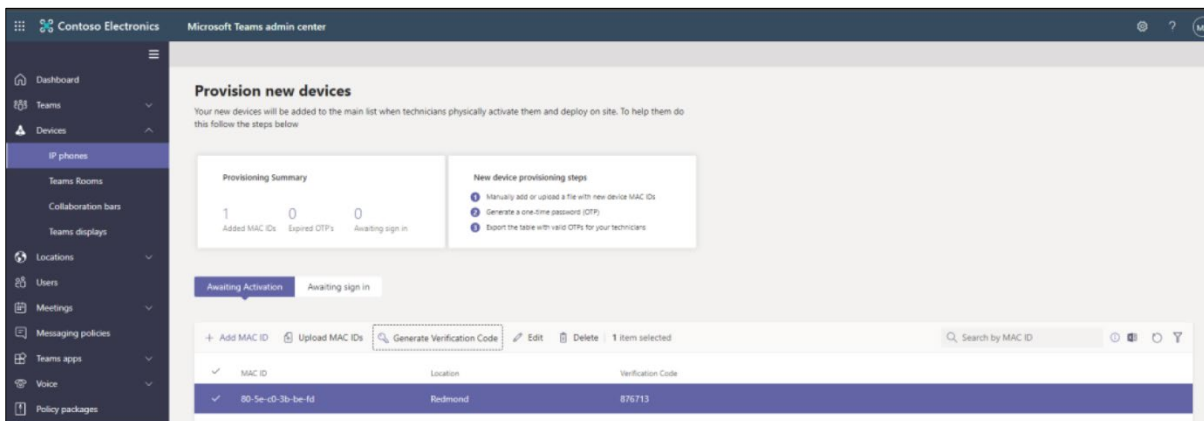 Contoso Electronics
Microsoft Teams admin center
?
M
Dashboard
Teams
Devices
IP phones
Teams Rooms
Collaboration bars
Teams displays
Locations
Users
Meetings
Messaging policies
Teams apps
Voice
Policy packages
Provision new devices
Your new devices will be added to the main list when technicians physically activate them and deploy on site. To help them do
this follow the steps below
Provisioning Summary
1 0 0
Added MAC IDs Expired OTP's Awaiting sign in
New device provisioning steps
1 Manually add or upload a file with new device MAC IDs
2 Generate a one-time password (OTP)
3 Export the table with valid OTPs for your technicians
Awaiting Activation Awaiting sign in
+ Add MAC ID Upload MAC IDs Generate Verification Code Edit Delete 1 item selected Search by MAC ID
MAC ID Location Verification Code
80-5e-c0-3b-be-fd Redmond 876713